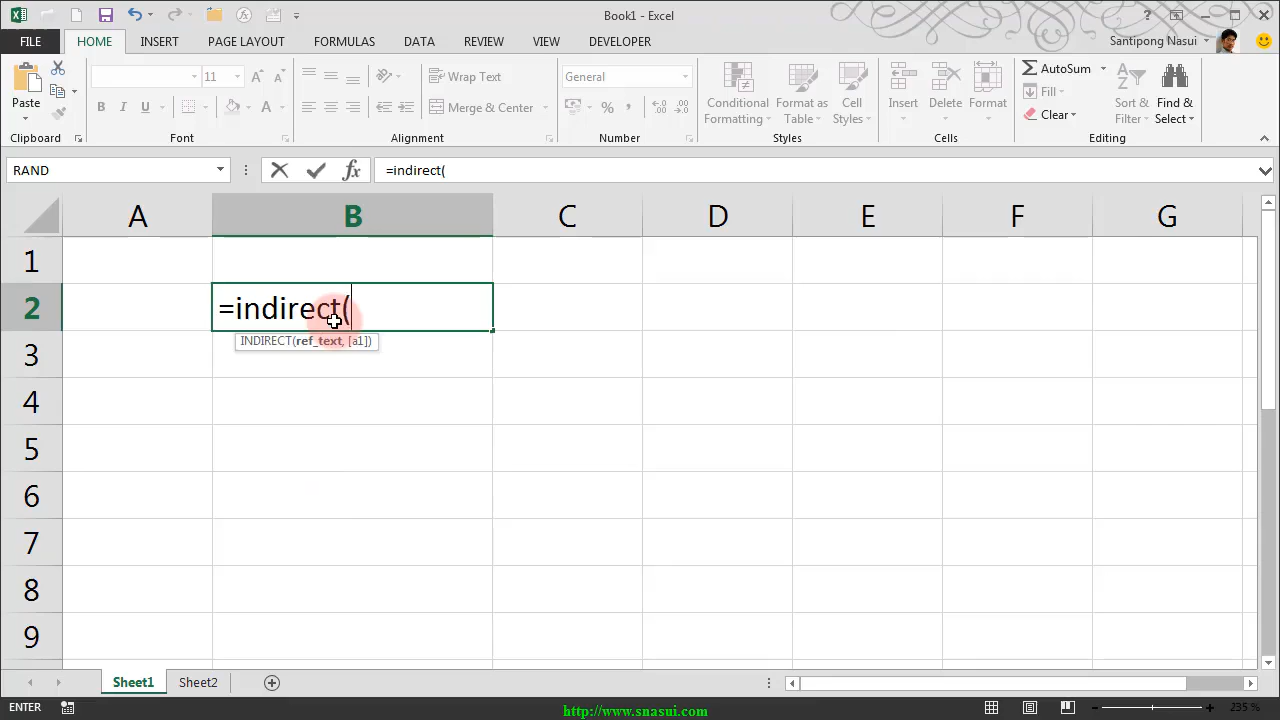 Book1 - Excel
FILE HOME INSERT PAGE LAYOUT FORMULAS DATA REVIEW VIEW DEVELOPER Santipong Nasui
Paste
11
Wrap Text
Merge & Center
General
Conditional Formatting
Format as Table
Cell Styles
Insert
Delete
Format
AutoSum
Fill
Clear
Sort & Filter
Find & Select
Clipboard Font Alignment Number Styles Cells Editing
RAND =indirect(
A B C D E F G
1
2 =indirect(
INDIRECT(ref_text, [a1])
3
4
5
6
7
8
9
Sheet1 Sheet2
ENTER 235 %
http://www.snasui.com